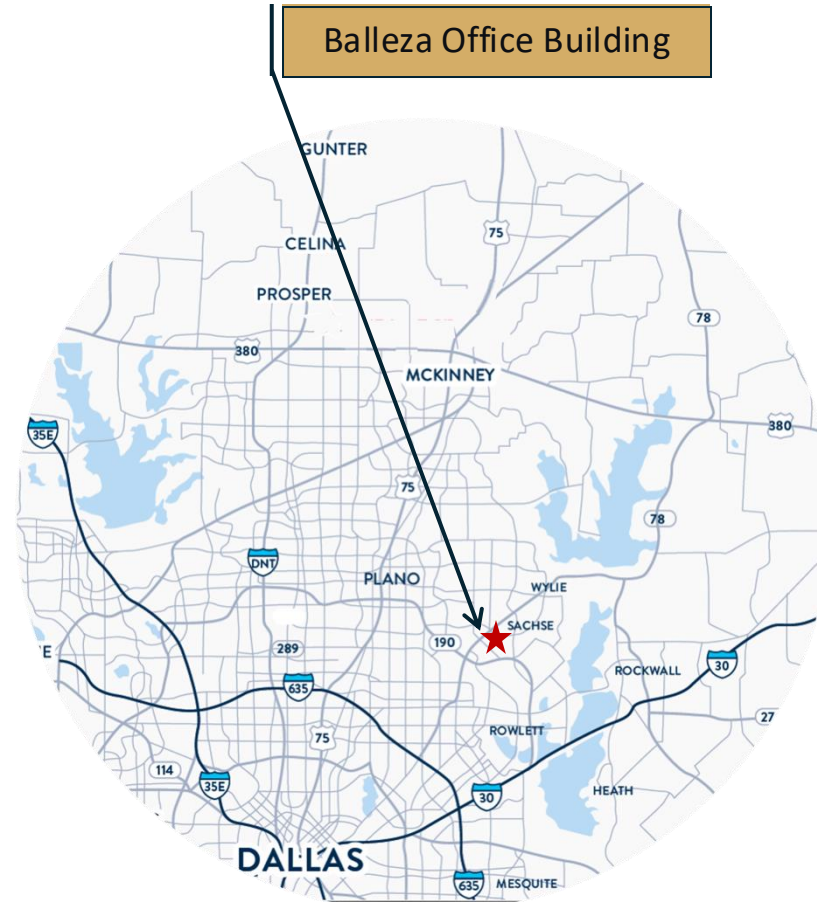 Balleza Office Building
GUNTER
75
CELINA
PROSPER
78
380
MCKINNEY
380
35E
75
78
DNT
PLANO
WYLIE
SACHSE
190
E
289
ROCKWALL
30
635
27
ROWLETT
75
114
35E
30
HEATH
DALLAS
635
MESQUITE